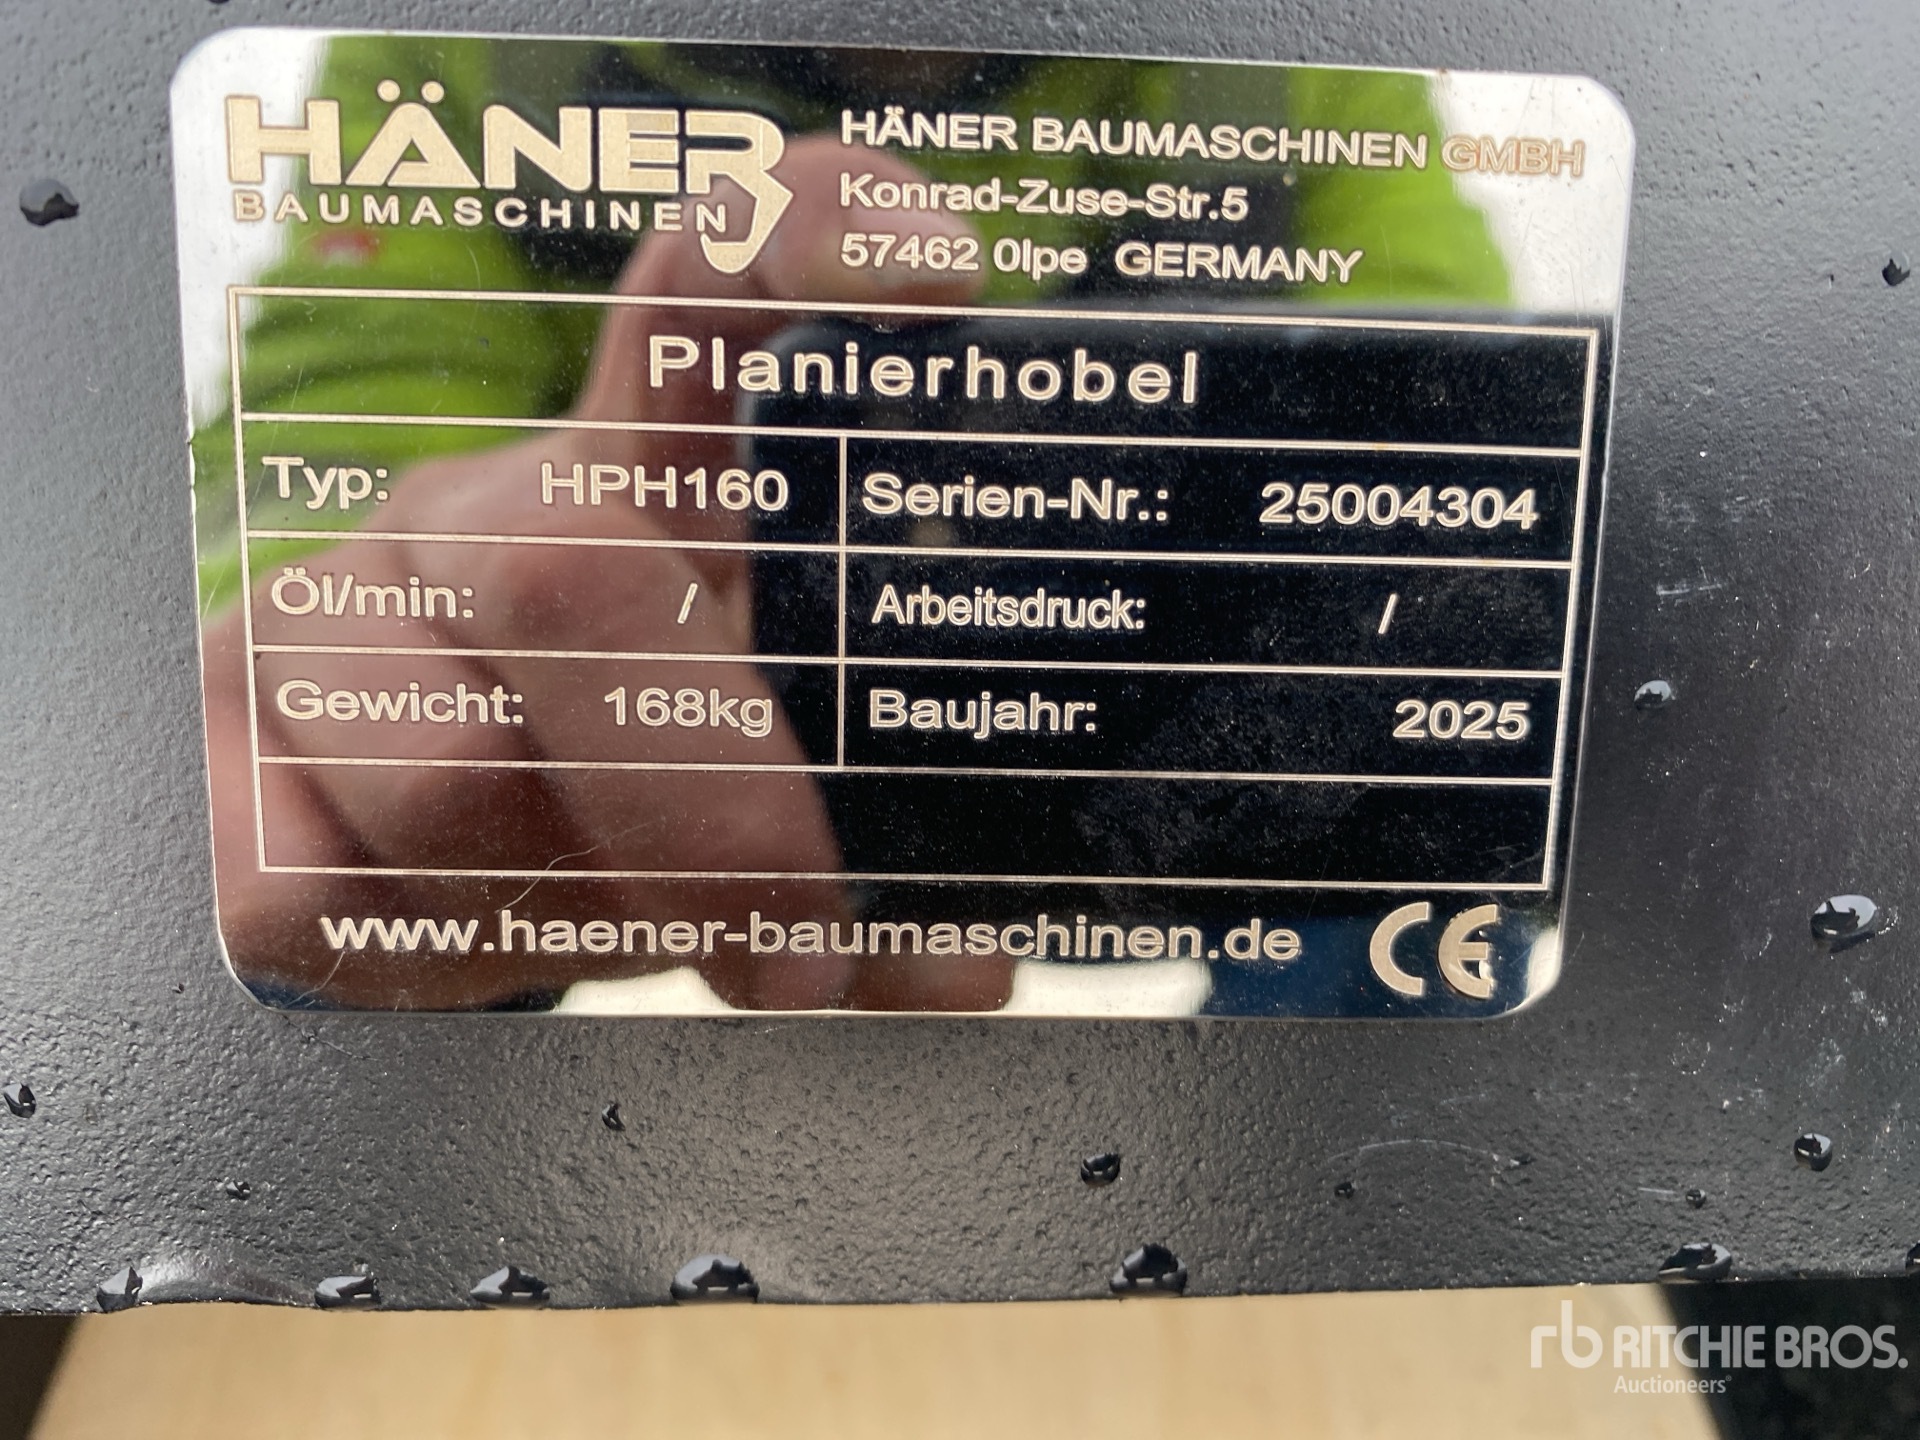 HÄNER
BAUMASCHINEN
HÄNER BAUMASCHINEN GMBH
Konrad-Zuse-Str.5
57462 Olpe GERMANY
Planierhobel
Typ: HPH160 Serien-Nr.: 25004304
Öl/min: / Arbeitsdruck: /
Gewicht: 168kg Baujahr: 2025
www.haener-baumaschinen.de CE
rb RITCHIE BROS.
Auctioneers